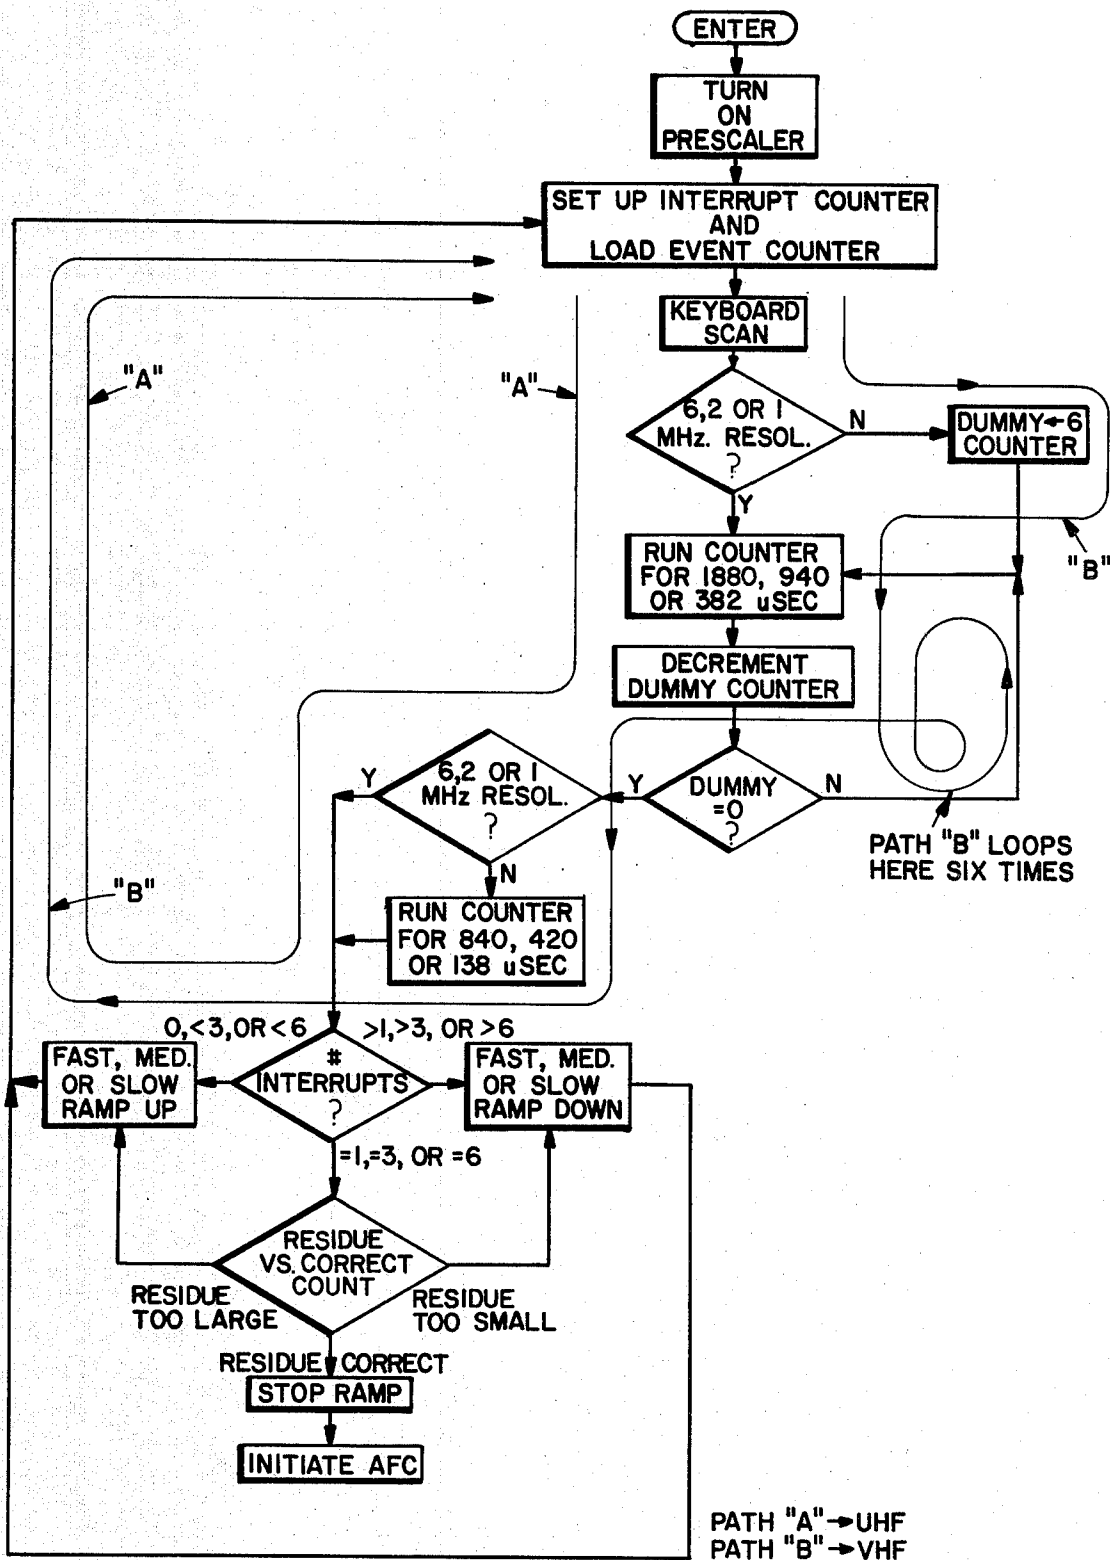 ENTER
TURN
ON
PRESCALER
SET UP INTERRUPT COUNTER
AND
LOAD EVENT COUNTER
KEYBOARD
SCAN
"A"
"A"
6,2 OR 1
MHz. RESOL.
?
N
Y
DUMMY←6
COUNTER
"B"
RUN COUNTER
FOR 1880, 940
OR 382 uSEC
DECREMENT
DUMMY COUNTER
DUMMY
=0
?
Y
N
6,2 OR 1
MHz RESOL.
?
Y
N
PATH "B" LOOPS
HERE SIX TIMES
"B"
RUN COUNTER
FOR 840, 420
OR 138 uSEC
0,<3,OR<6
>1,>3, OR >6
#
INTERRUPTS
?
FAST, MED.
OR SLOW
RAMP UP
FAST, MED.
OR SLOW
RAMP DOWN
=1,=3, OR =6
RESIDUE
VS. CORRECT
COUNT
RESIDUE
TOO LARGE
RESIDUE
TOO SMALL
RESIDUE CORRECT
STOP RAMP
INITIATE AFC
PATH "A"→UHF
PATH "B"→VHF